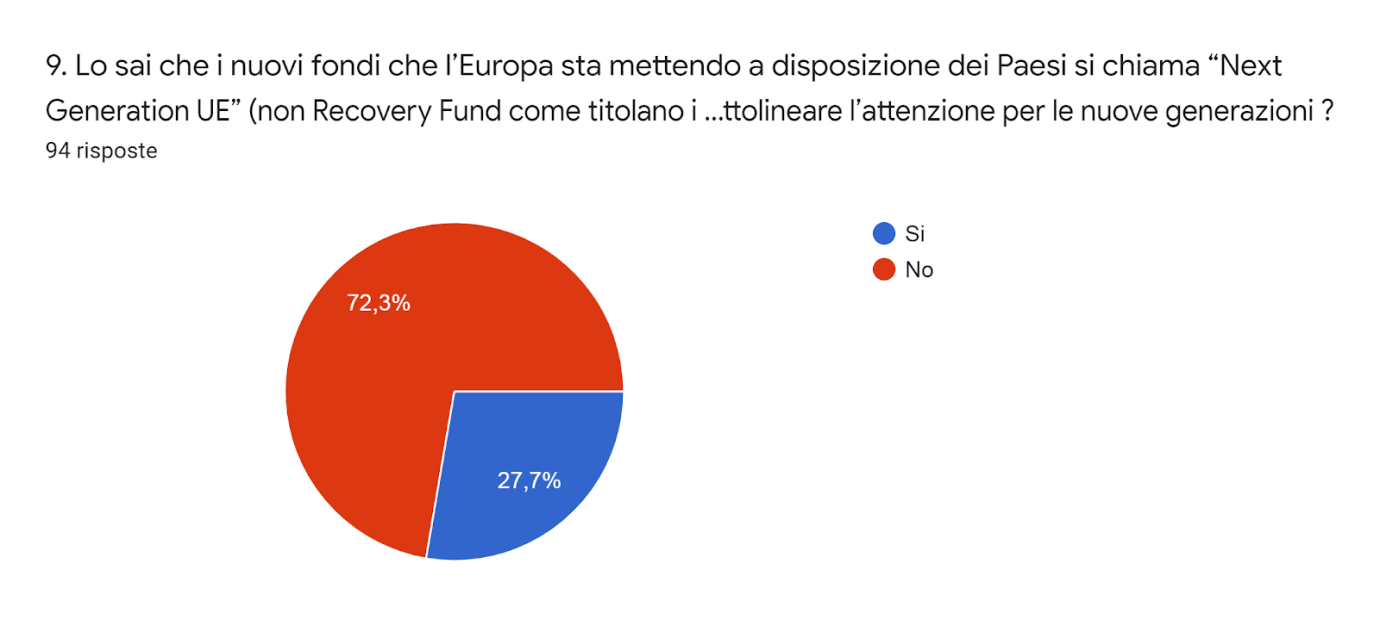 9. Lo sai che i nuovi fondi che l’Europa sta mettendo a disposizione dei Paesi si chiama “Next
Generation UE” (non Recovery Fund come titolano i ...ttolineare l’attenzione per le nuove generazioni ?
94 risposte
Si
No
72,3%
27,7%